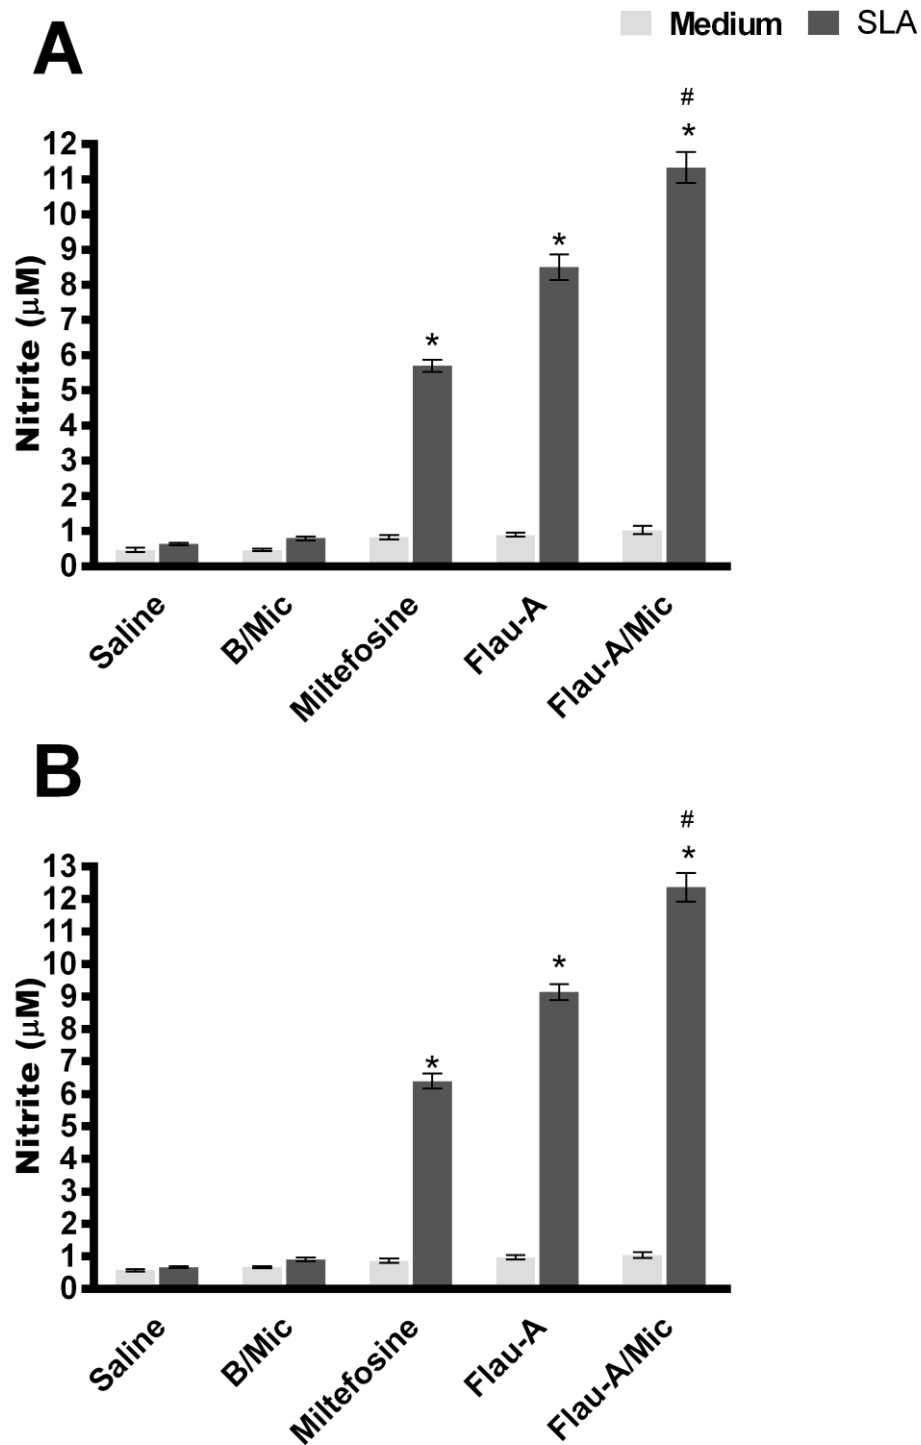 Medium SLA
A
#
*
12
11
10
9
8
7
6
5
4
3
2
1
0
Nitrite (µM)
*
*
Saline
B/Mic
Miltefosine
Flau-A
Flau-A/Mic
B
#
*
13
12
11
10
9
8
7
6
5
4
3
2
1
0
Nitrite (µM)
*
*
Saline
B/Mic
Miltefosine
Flau-A
Flau-A/Mic